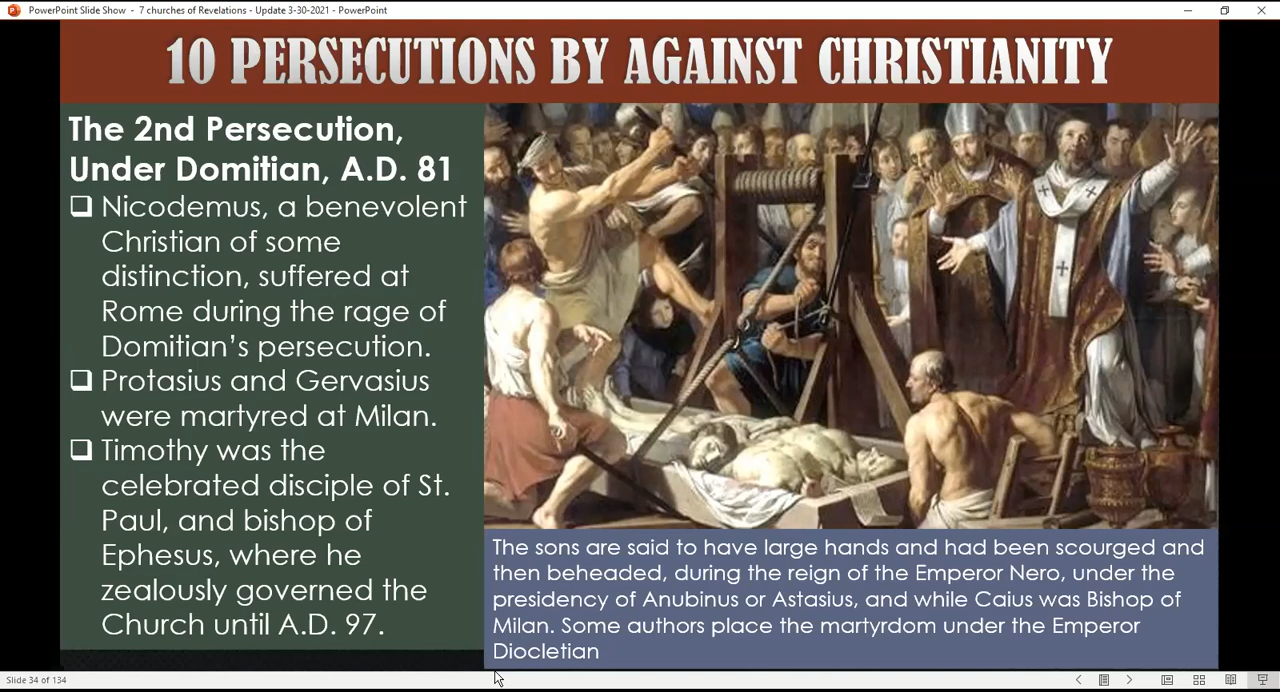 PowerPoint Slide Show - 7 churches of Revelations - Update 3-30-2021 - PowerPoint
10 PERSECUTIONS BY AGAINST CHRISTIANITY
The 2nd Persecution,
Under Domitian, A.D. 81
Nicodemus, a benevolent
Christian of some
distinction, suffered at
Rome during the rage of
Domitian’s persecution.
Protasius and Gervasius
were martyred at Milan.
Timothy was the
celebrated disciple of St.
Paul, and bishop of
Ephesus, where he
zealously governed the
Church until A.D. 97.
The sons are said to have large hands and had been scourged and
then beheaded, during the reign of the Emperor Nero, under the
presidency of Anubinus or Astasius, and while Caius was Bishop of
Milan. Some authors place the martyrdom under the Emperor
Diocletian
Slide 34 of 134